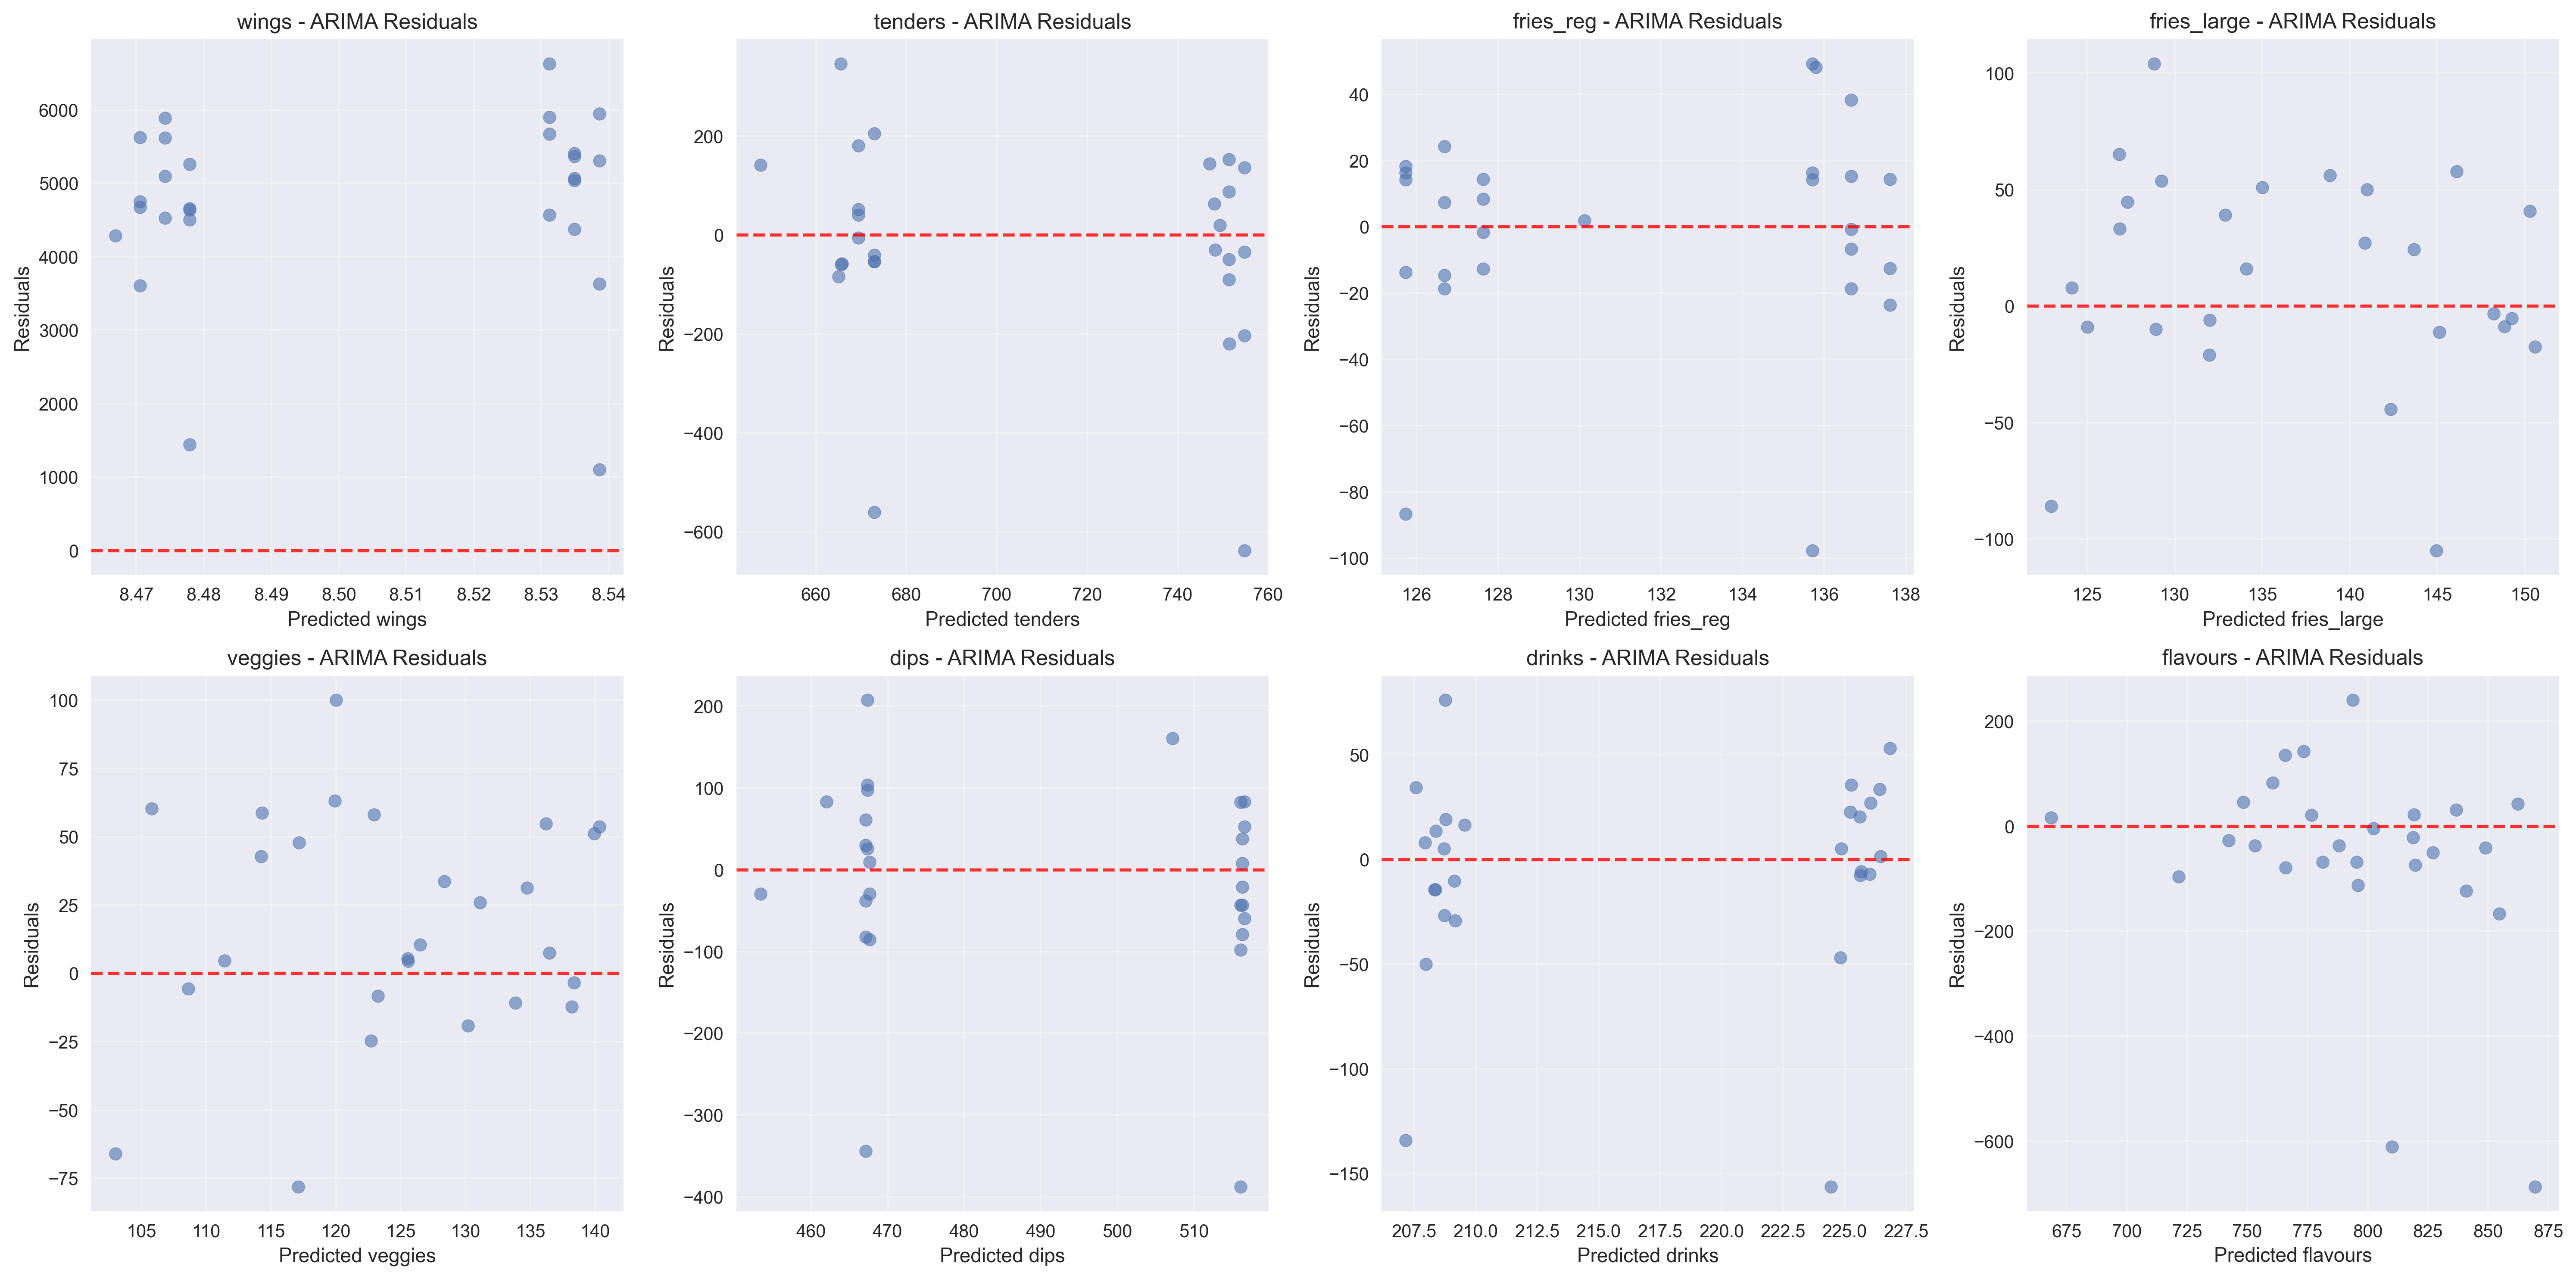 wings - ARIMA Residuals
Residuals
6000
5000
4000
3000
2000
1000
0
8.47 8.48 8.49 8.50 8.51 8.52 8.53 8.54
Predicted wings
tenders - ARIMA Residuals
Residuals
200
0
−200
−400
−600
660 680 700 720 740 760
Predicted tenders
fries_reg - ARIMA Residuals
Residuals
40
20
0
−20
−40
−60
−80
−100
126 128 130 132 134 136 138
Predicted fries_reg
fries_large - ARIMA Residuals
Residuals
100
50
0
−50
−100
125 130 135 140 145 150
Predicted fries_large
veggies - ARIMA Residuals
Residuals
100
75
50
25
0
−25
−50
−75
105 110 115 120 125 130 135 140
Predicted veggies
dips - ARIMA Residuals
Residuals
200
100
0
−100
−200
−300
−400
460 470 480 490 500 510
Predicted dips
drinks - ARIMA Residuals
Residuals
50
0
−50
−100
−150
207.5 210.0 212.5 215.0 217.5 220.0 222.5 225.0 227.5
Predicted drinks
flavours - ARIMA Residuals
Residuals
200
0
−200
−400
−600
675 700 725 750 775 800 825 850 875
Predicted flavours